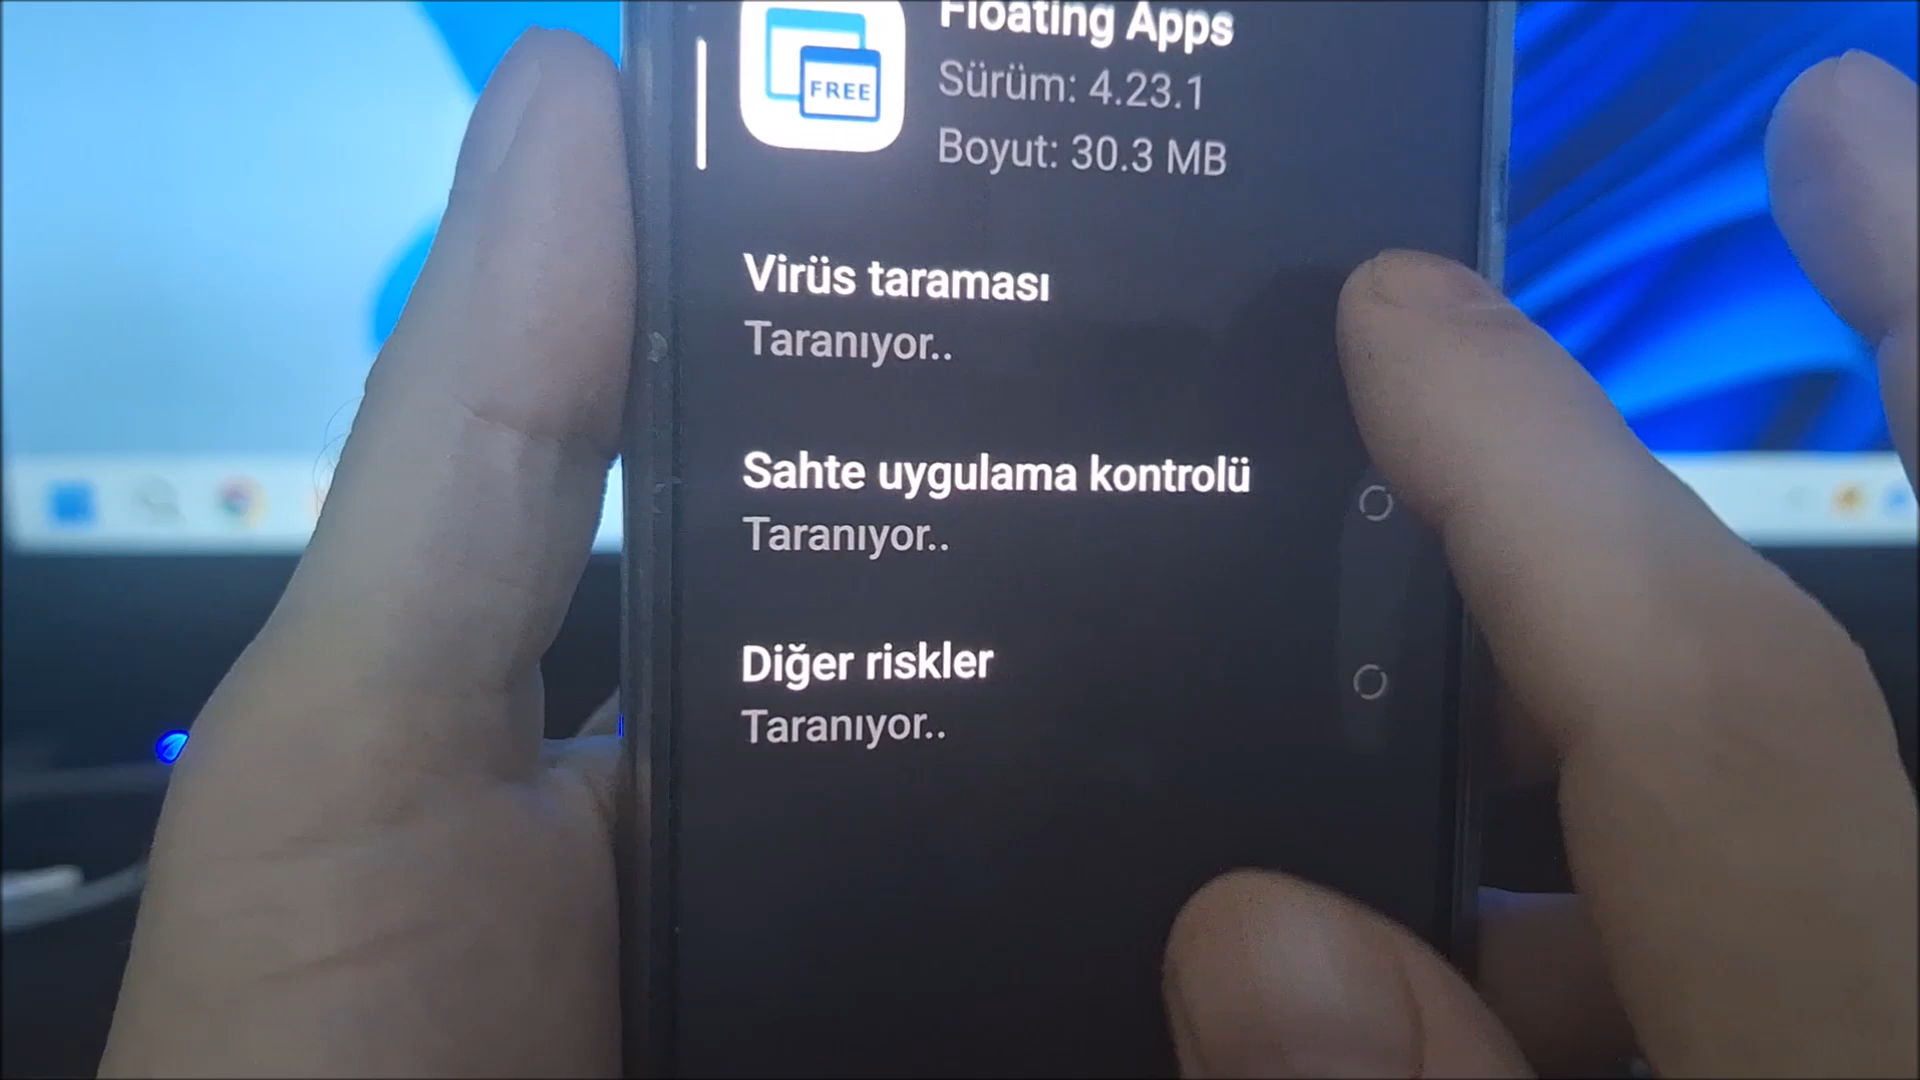 Floating Apps
FREE
Sürüm: 4.23.1
Boyut: 30.3 MB
Virüs taraması
Taranıyor..
Sahte uygulama kontrolü
Taranıyor..
Diğer riskler
Taranıyor..